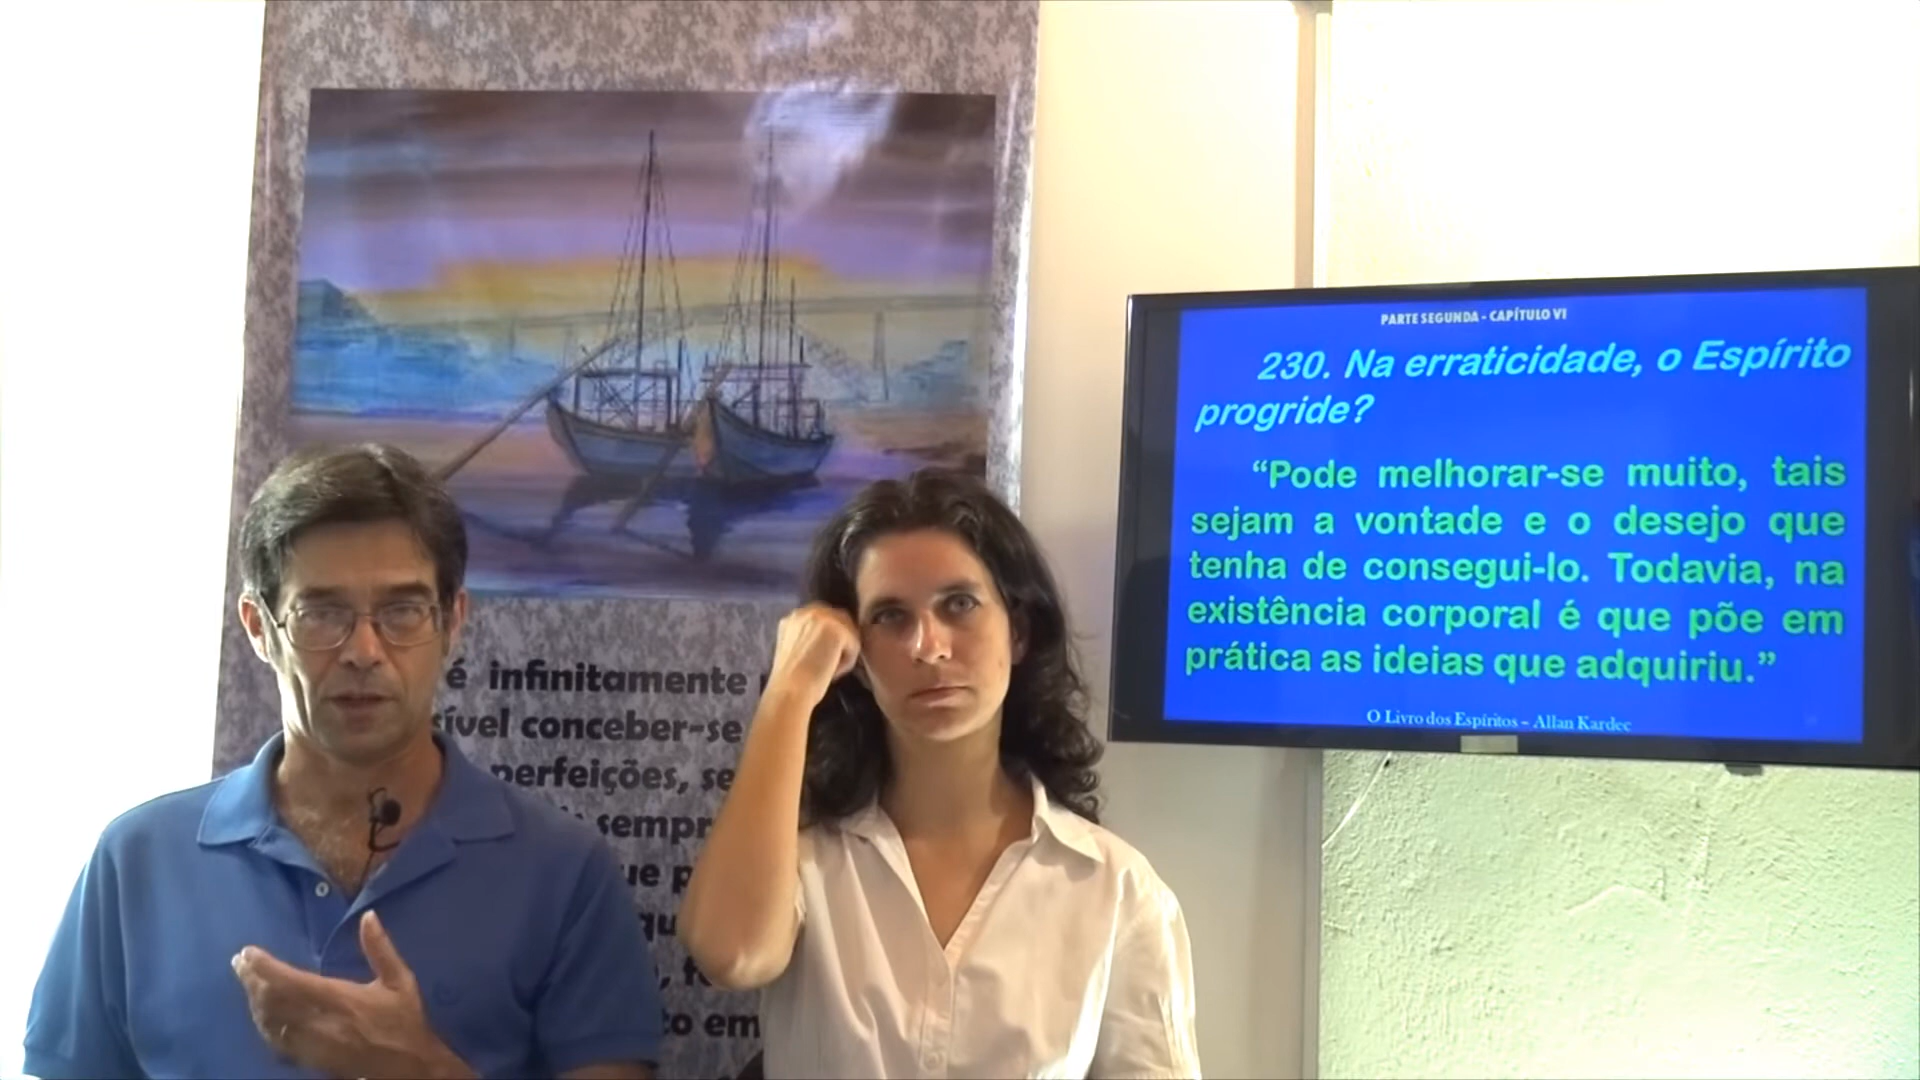 é infinitamente
conceber-se
perfeições,
em
PARTE SEGUNDA - CAPÍTULO VI
230. Na erraticidade, o Espírito
progride?
“Pode melhorar-se muito, tais
sejam a vontade e o desejo que
tenha de consegui-lo. Todavia, na
existência corporal é que põe em
prática as ideias que adquiriu.”
O Livro dos Espíritos – Allan Kardec